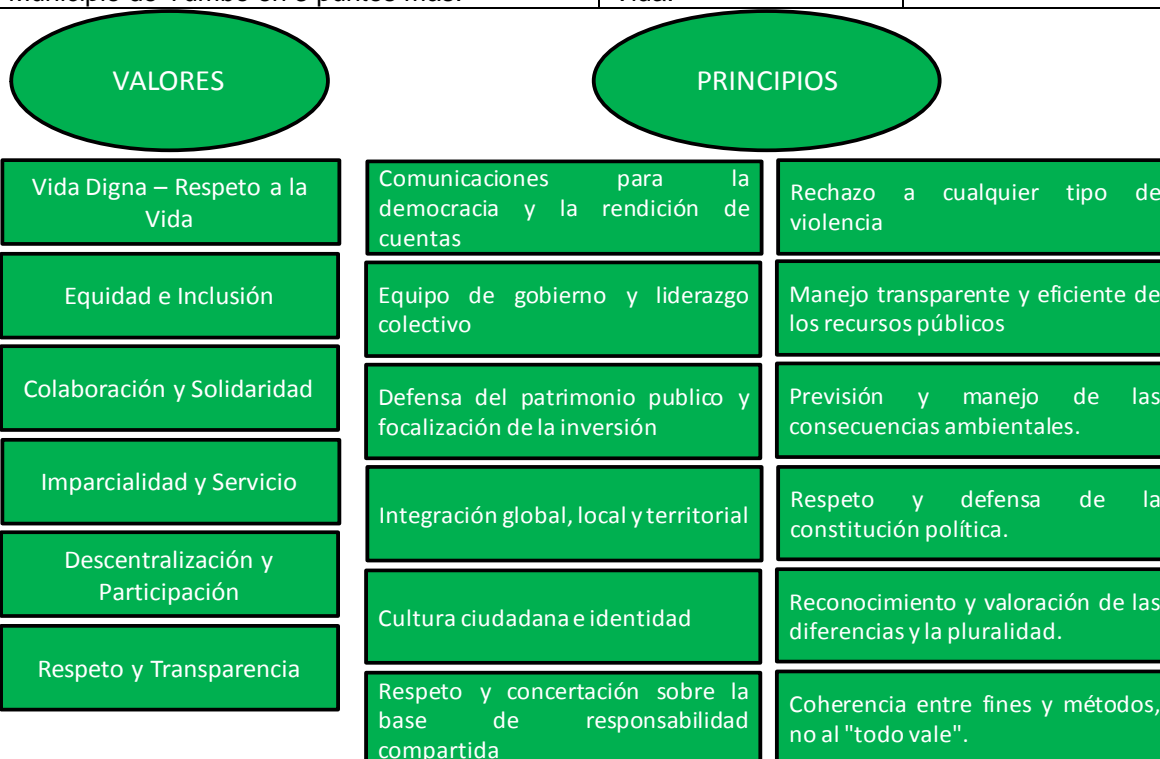 VALORES
PRINCIPIOS
Vida Digna – Respeto a la
Vida
Equidad e Inclusión
Colaboración y Solidaridad
Imparcialidad y Servicio
Descentralización y
Participación
Respeto y Transparencia
Comunicaciones para la
democracia y la rendición de
cuentas
Equipo de gobierno y liderazgo
colectivo
Defensa del patrimonio publico y
focalización de la inversión
Integración global, local y territorial
Cultura ciudadana e identidad
Respeto y concertación sobre la
base de responsabilidad
compartida
Rechazo a cualquier tipo de
violencia
Manejo transparente y eficiente de
los recursos públicos
Previsión y manejo de las
consecuencias ambientales.
Respeto y defensa de la
constitución política.
Reconocimiento y valoración de las
diferencias y la pluralidad.
Coherencia entre fines y métodos,
no al "todo vale".